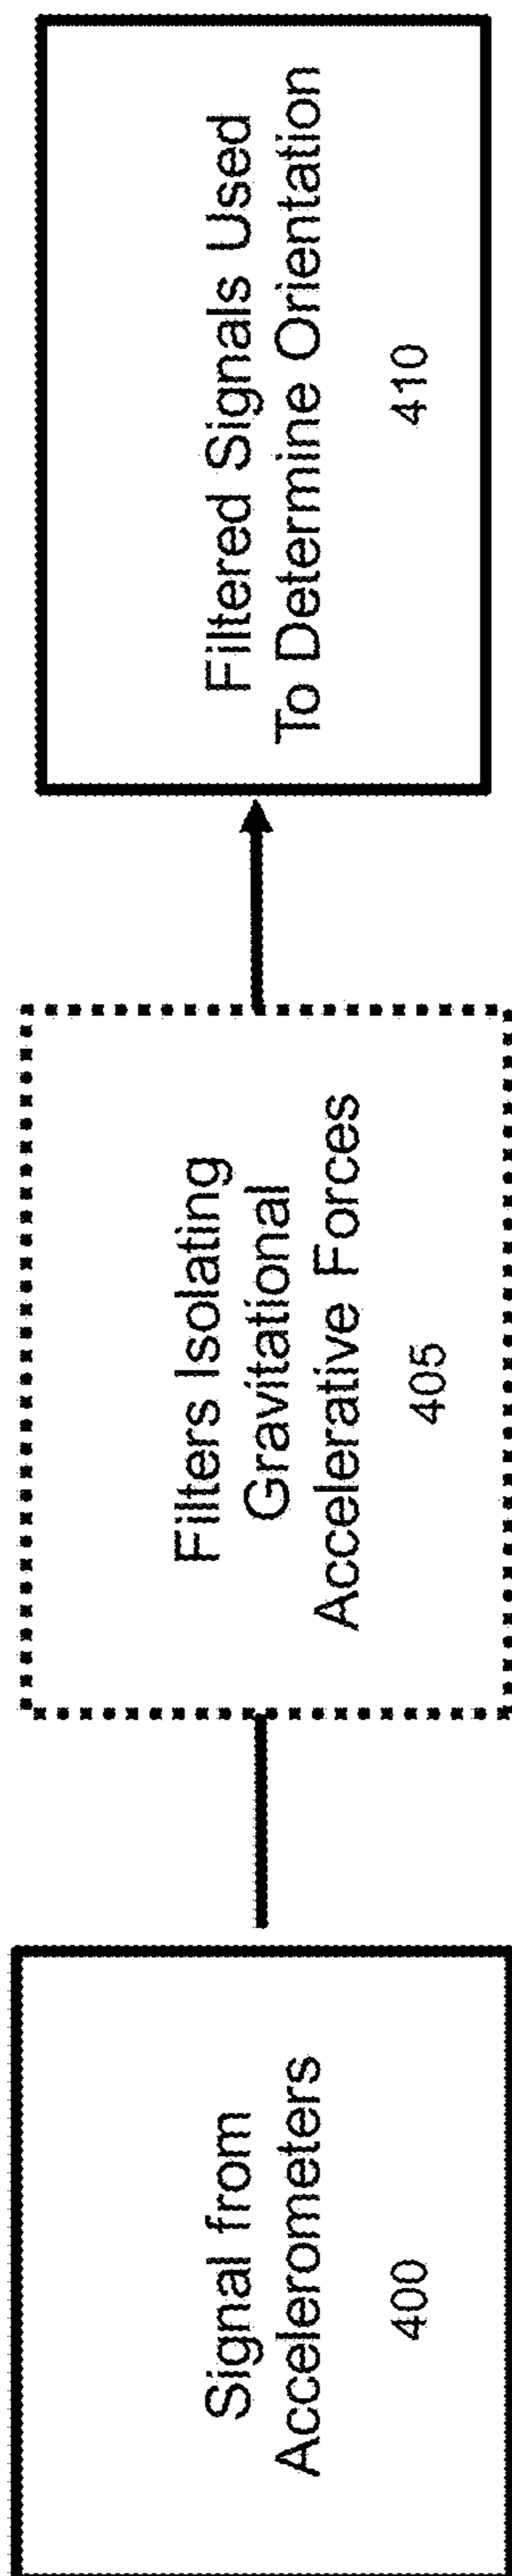 Signal from
Accelerometers
400
Filters Isolating
Gravitational
Accelerative Forces
405
Filtered Signals Used
To Determine Orientation
410